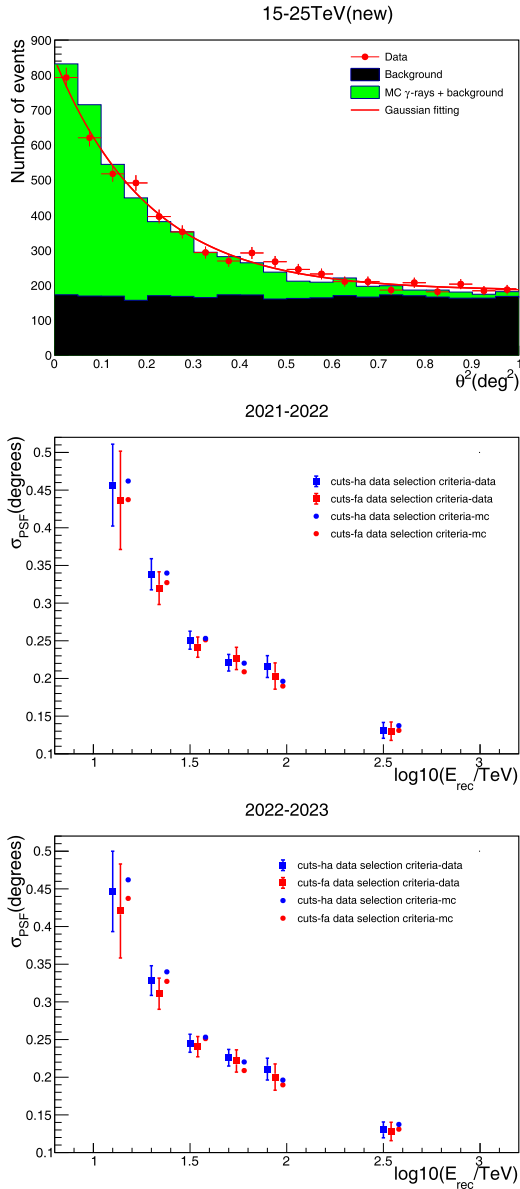 15-25TeV(new)
Number of events
900
800
700
600
500
400
300
200
100
0
Data
Background
MC γ-rays + background
Gaussian fitting
0 0.1 0.2 0.3 0.4 0.5 0.6 0.7 0.8 0.9 1
θ²(deg²)
2021-2022
σPSF(degrees)
0.5
0.45
0.4
0.35
0.3
0.25
0.2
0.15
0.1
cuts-ha data selection criteria-data
cuts-fa data selection criteria-data
cuts-ha data selection criteria-mc
cuts-fa data selection criteria-mc
1 1.5 2 2.5 3
log10(Erec/TeV)
2022-2023
σPSF(degrees)
0.5
0.45
0.4
0.35
0.3
0.25
0.2
0.15
0.1
cuts-ha data selection criteria-data
cuts-fa data selection criteria-data
cuts-ha data selection criteria-mc
cuts-fa data selection criteria-mc
1 1.5 2 2.5 3
log10(Erec/TeV)